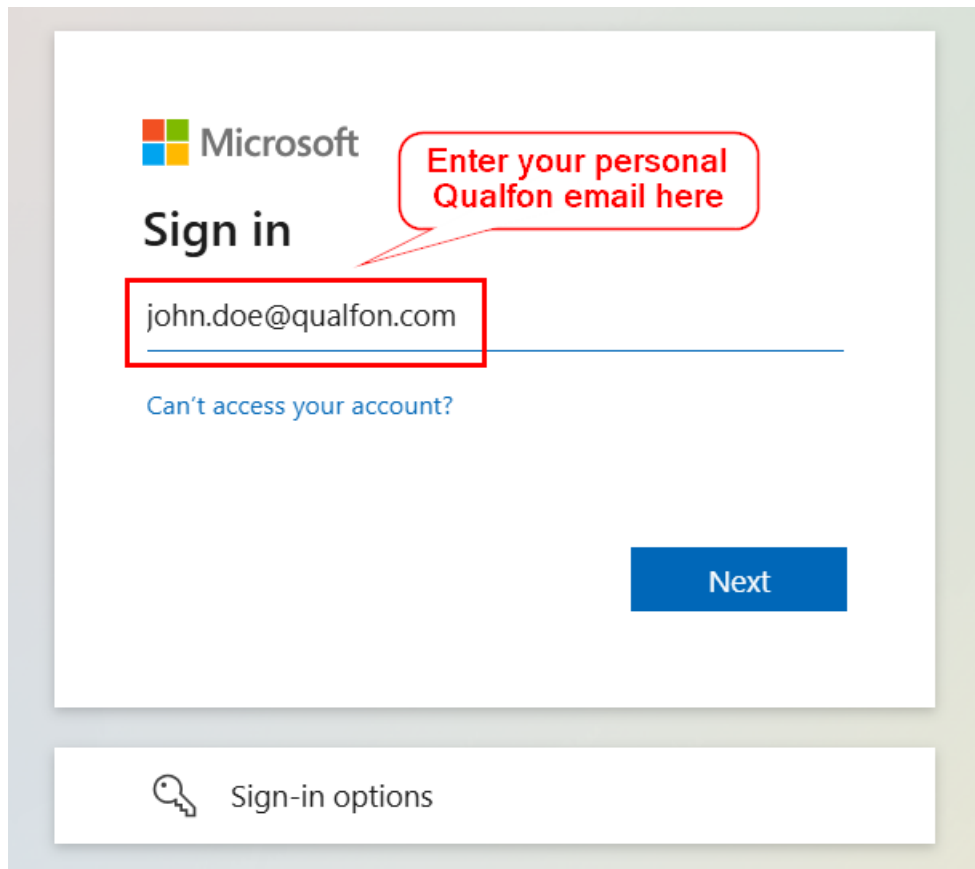 Microsoft
Enter your personal
Qualfon email here
Sign in
john.doe@qualfon.com
Can't access your account?
Next
Sign-in options